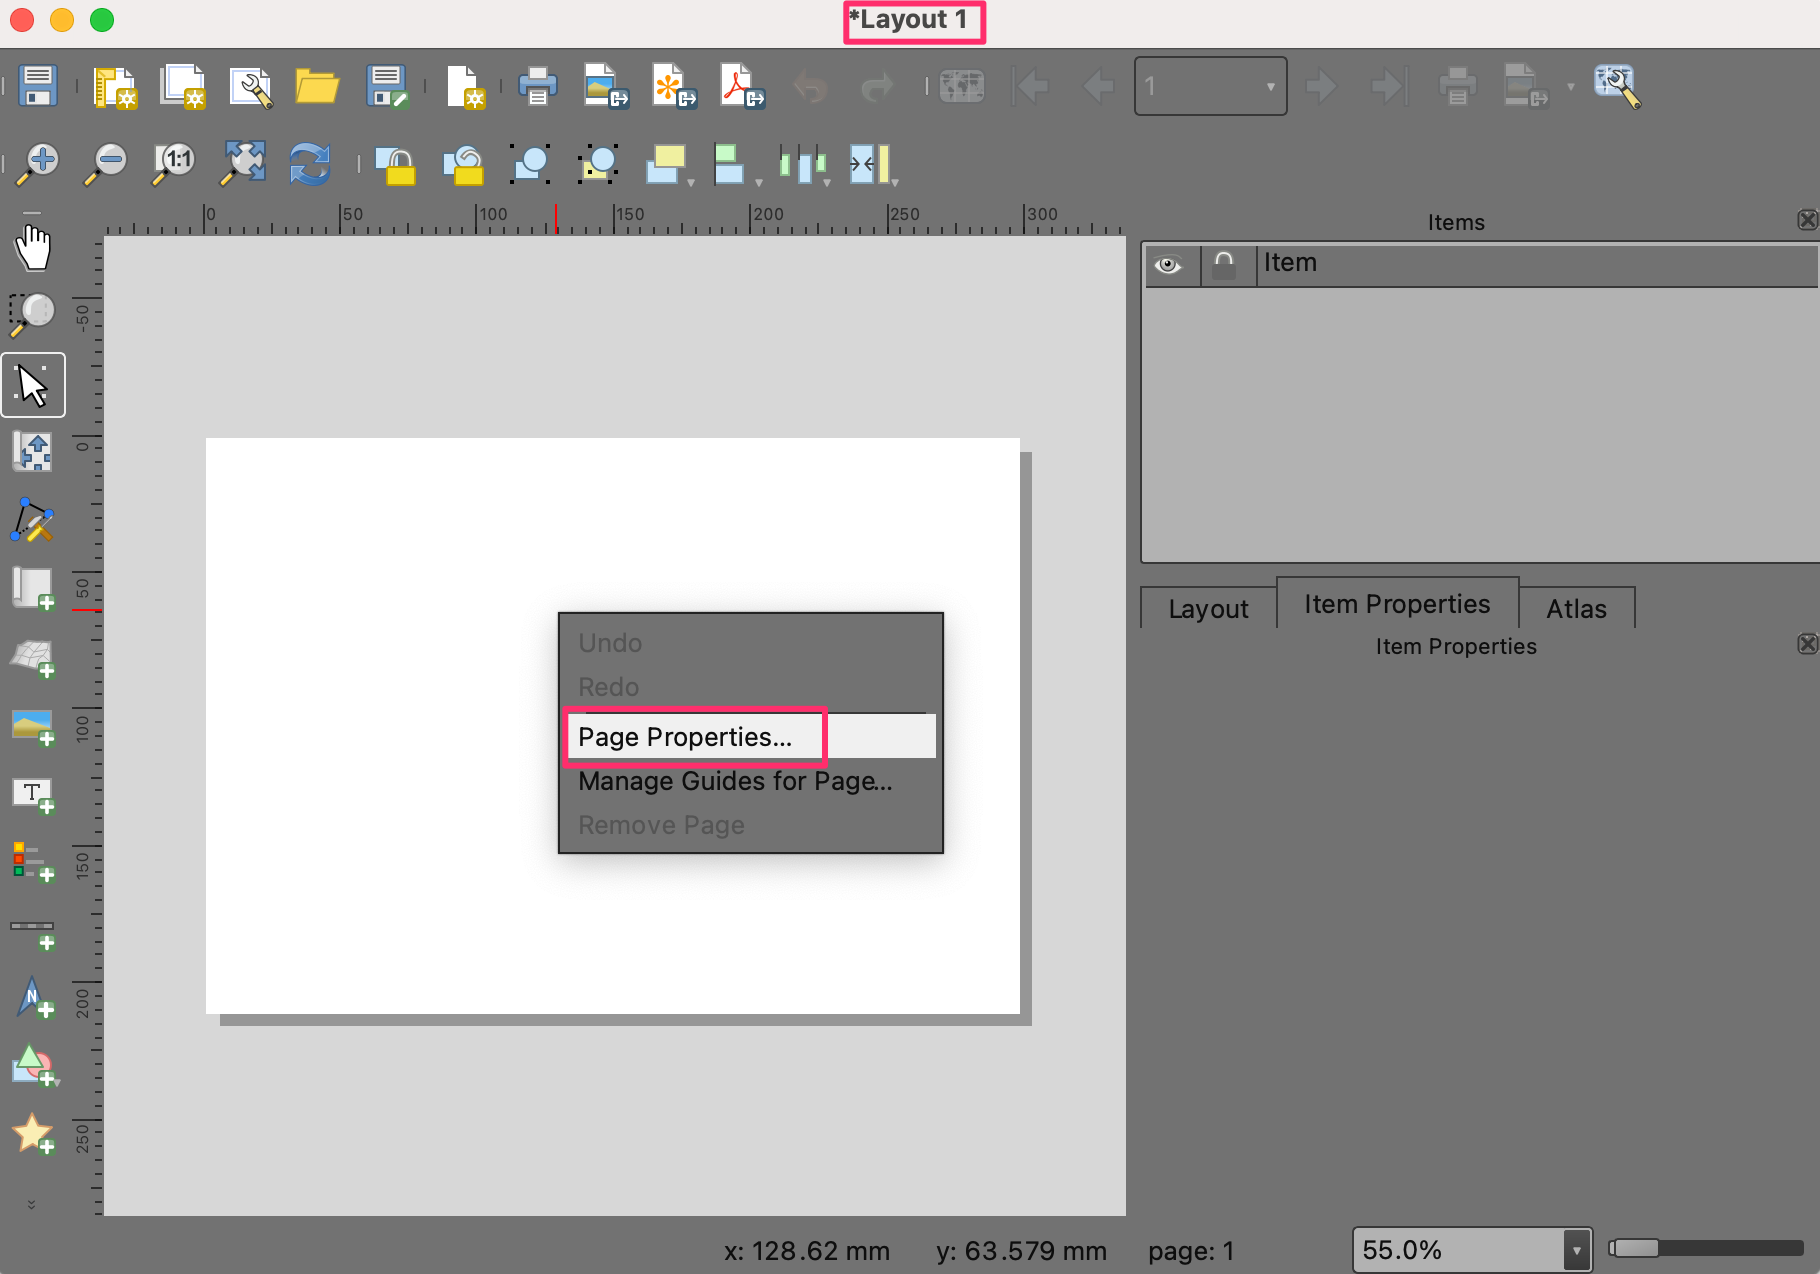 *Layout 1
1
1:1
0 50 100 150 200 250 300
Items
Item
-50
0
50
100
150
200
250
Layout
Item Properties
Atlas
Item Properties
Undo
Redo
Page Properties...
Manage Guides for Page...
Remove Page
T
N
x: 128.62 mm
y: 63.579 mm
page: 1
55.0%